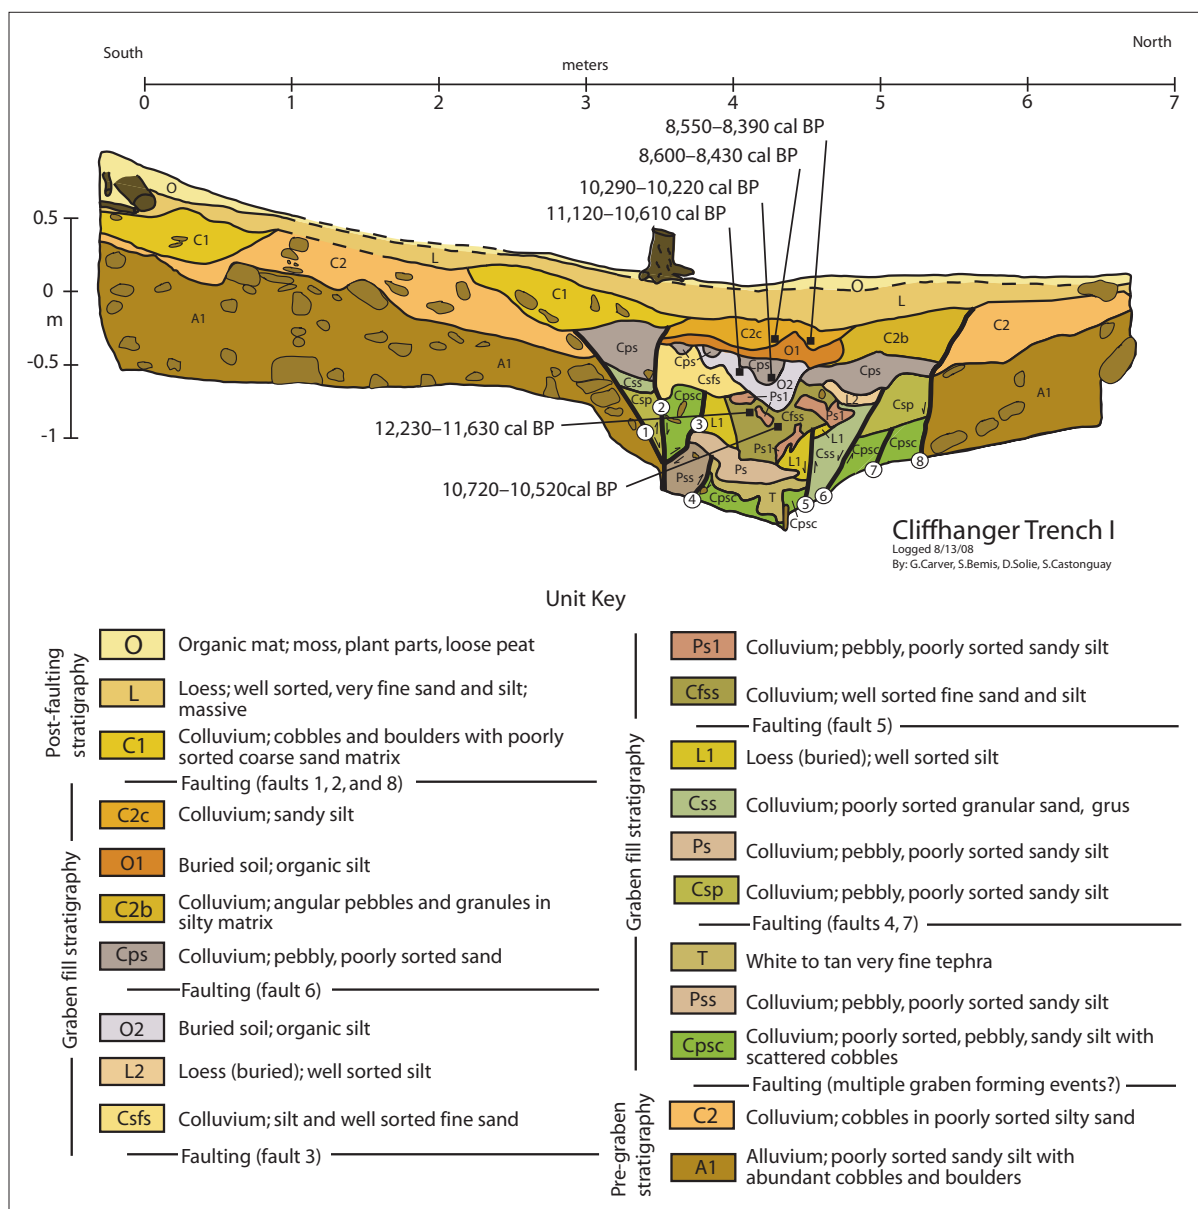 South
North
meters
0 1 2 3 4 5 6 7
8,550–8,390 cal BP
8,600–8,430 cal BP
10,290–10,220 cal BP
11,120–10,610 cal BP
0.5
0
m
-0.5
-1
O
C1
C2
L
A1
A1
C1
Cps
Css
Csp
Cpsc
Cps
Csfs
C2c
O1
Cps
O2
Ps1
Cfss
Ps1
L2
C2b
Cps
Csp
O
L
C2
A1
L1
Ps1
L1
L1
Css
Cpsc
Cpsc
Ps
Pss
Cpsc
T
Cpsc
1
2
3
4
5
6
7
8
12,230–11,630 cal BP
10,720–10,520cal BP
Cliffhanger Trench I
Logged 8/13/08
By: G.Carver, S.Bemis, D.Solie, S.Castonguay
Unit Key
Post-faulting
stratigraphy
O Organic mat; moss, plant parts, loose peat
L Loess; well sorted, very fine sand and silt;
massive
C1 Colluvium; cobbles and boulders with poorly
sorted coarse sand matrix
Faulting (faults 1, 2, and 8)
Graben fill stratigraphy
C2c Colluvium; sandy silt
O1 Buried soil; organic silt
C2b Colluvium; angular pebbles and granules in
silty matrix
Cps Colluvium; pebbly, poorly sorted sand
Faulting (fault 6)
O2 Buried soil; organic silt
L2 Loess (buried); well sorted silt
Csfs Colluvium; silt and well sorted fine sand
Faulting (fault 3)
Graben fill stratigraphy
Ps1 Colluvium; pebbly, poorly sorted sandy silt
Cfss Colluvium; well sorted fine sand and silt
Faulting (fault 5)
L1 Loess (buried); well sorted silt
Css Colluvium; poorly sorted granular sand, grus
Ps Colluvium; pebbly, poorly sorted sandy silt
Csp Colluvium; pebbly, poorly sorted sandy silt
Faulting (faults 4, 7)
T White to tan very fine tephra
Pss Colluvium; pebbly, poorly sorted sandy silt
Cpsc Colluvium; poorly sorted, pebbly, sandy silt with
scattered cobbles
Faulting (multiple graben forming events?)
Pre-graben
stratigraphy
C2 Colluvium; cobbles in poorly sorted silty sand
A1 Alluvium; poorly sorted sandy silt with
abundant cobbles and boulders